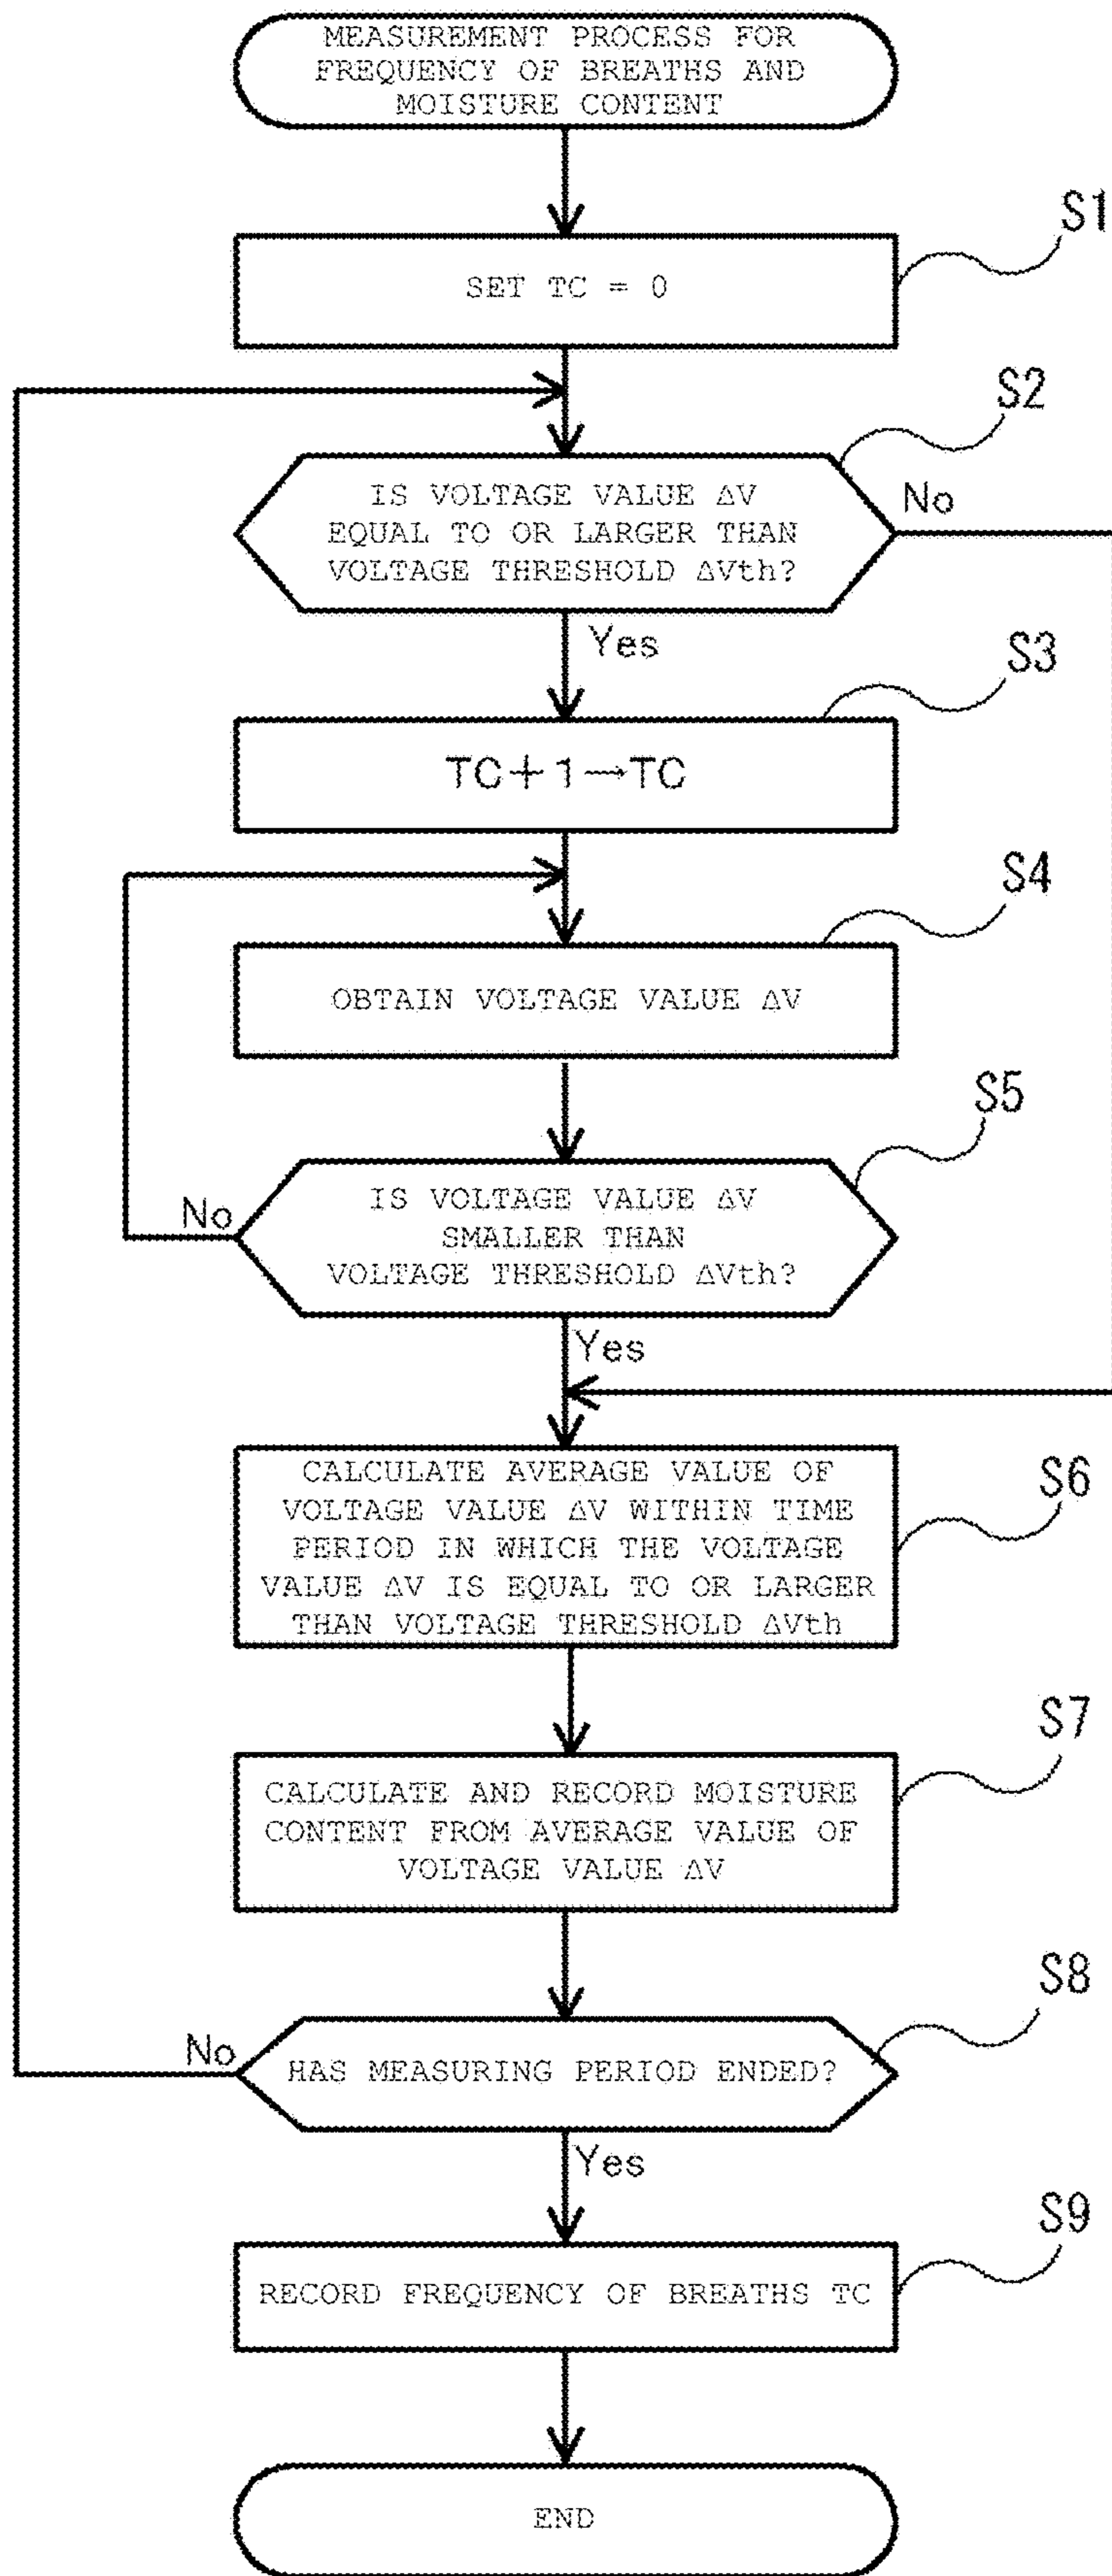 MEASUREMENT PROCESS FOR
FREQUENCY OF BREATHS AND
MOISTURE CONTENT
S1
SET TC = 0
S2
IS VOLTAGE VALUE ΔV
EQUAL TO OR LARGER THAN
VOLTAGE THRESHOLD ΔVth?
No
Yes
S3
TC+1→TC
S4
OBTAIN VOLTAGE VALUE ΔV
S5
IS VOLTAGE VALUE ΔV
SMALLER THAN
VOLTAGE THRESHOLD ΔVth?
No
Yes
S6
CALCULATE AVERAGE VALUE OF
VOLTAGE VALUE ΔV WITHIN TIME
PERIOD IN WHICH THE VOLTAGE
VALUE ΔV IS EQUAL TO OR LARGER
THAN VOLTAGE THRESHOLD ΔVth
S7
CALCULATE AND RECORD MOISTURE
CONTENT FROM AVERAGE VALUE OF
VOLTAGE VALUE ΔV
S8
No
HAS MEASURING PERIOD ENDED?
Yes
S9
RECORD FREQUENCY OF BREATHS TC
END